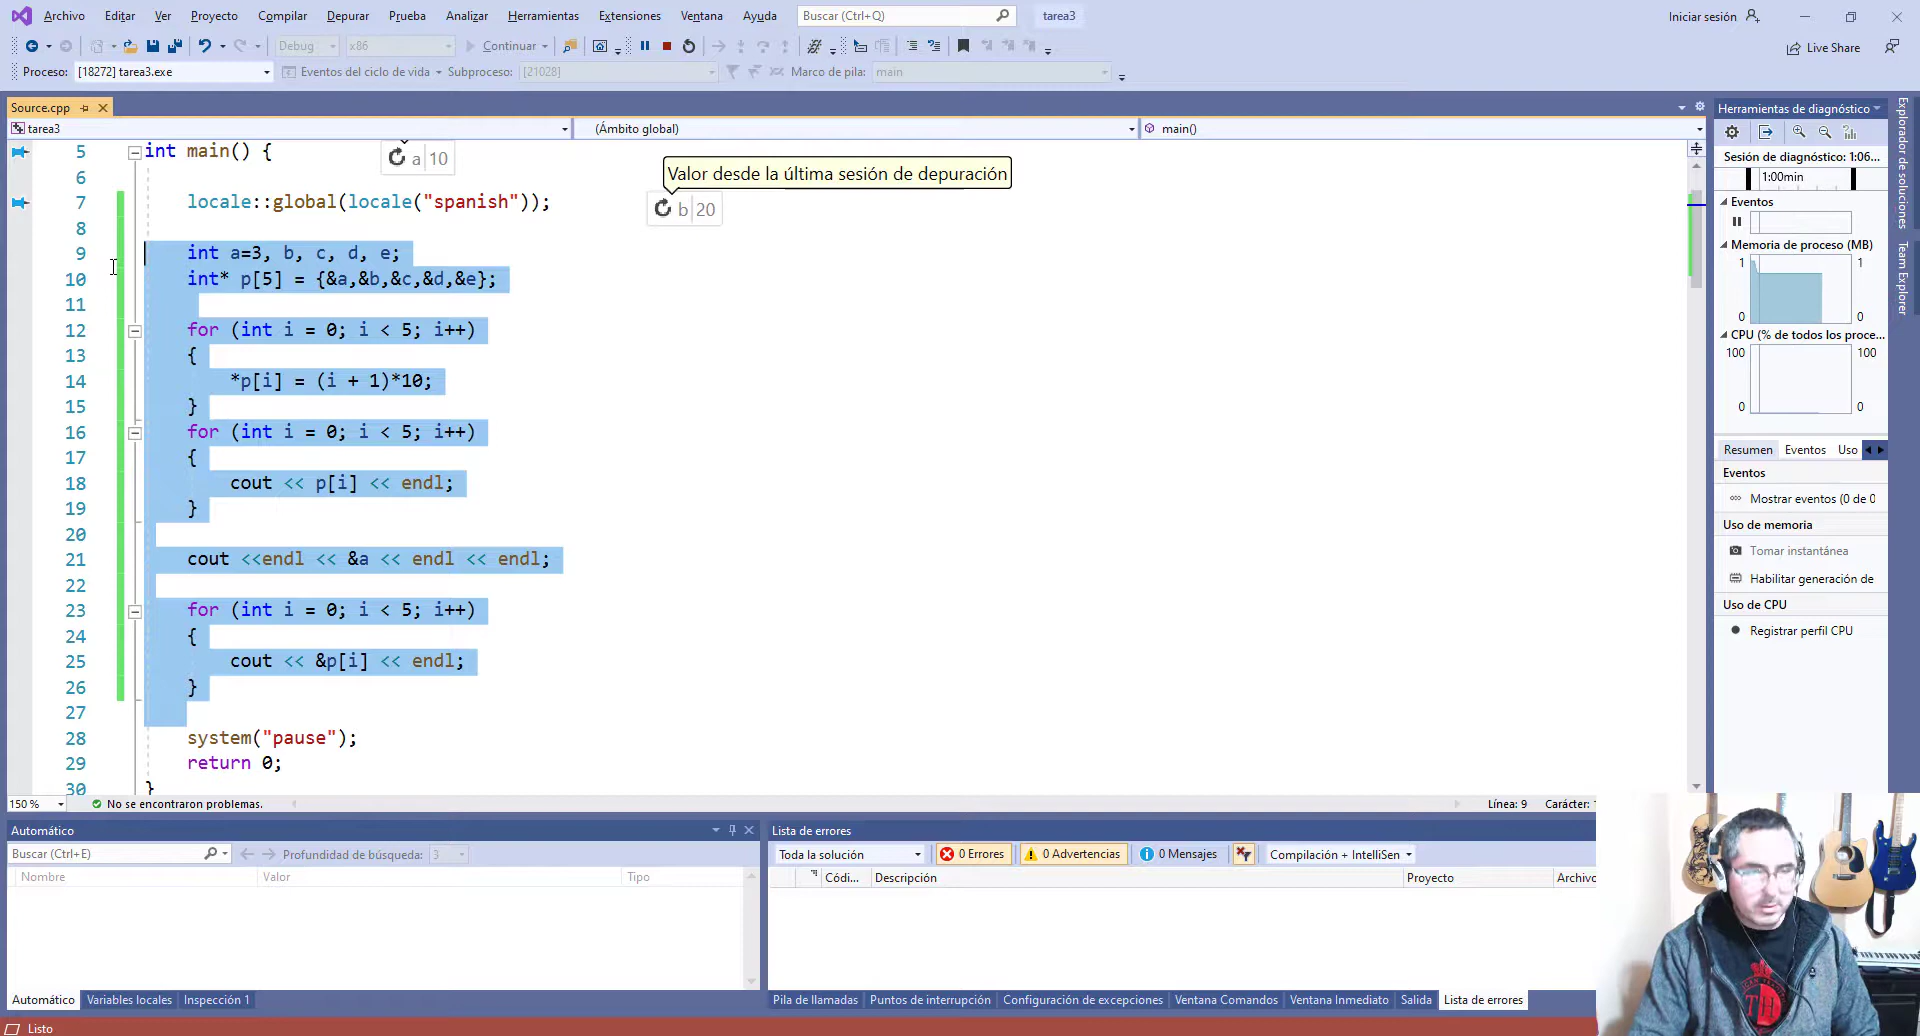 Archivo Editar Ver Proyecto Compilar Depurar Prueba Analizar Herramientas Extensiones Ventana Ayuda Buscar (Ctrl+Q) tarea3 Iniciar sesión
Debug x86 Continuar Live Share
Proceso: [18272] tarea3.exe Eventos del ciclo de vida Subproceso: [21028] Marco de pila: main
Source.cpp
tarea3 (Ámbito global) main()
5 int main() {
a 10
6
Valor desde la última sesión de depuración
7 locale::global(locale("spanish"));
b 20
8
9 int a=3, b, c, d, e;
10 int* p[5] = {&a,&b,&c,&d,&e};
11
12 for (int i = 0; i < 5; i++)
13 {
14 *p[i] = (i + 1)*10;
15 }
16 for (int i = 0; i < 5; i++)
17 {
18 cout << p[i] << endl;
19 }
20
21 cout <<endl << &a << endl << endl;
22
23 for (int i = 0; i < 5; i++)
24 {
25 cout << &p[i] << endl;
26 }
27
28 system("pause");
29 return 0;
30 }
150 % No se encontraron problemas. Línea: 9 Carácter: 1
Herramientas de diagnóstico
Sesión de diagnóstico: 1:06...
1:00min
Eventos
Memoria de proceso (MB)
1 1
0 0
CPU (% de todos los proce...
100 100
0 0
Resumen Eventos Uso
Eventos
Mostrar eventos (0 de 0
Uso de memoria
Tomar instantánea
Habilitar generación de
Uso de CPU
Registrar perfil CPU
Explorador de soluciones
Team Explorer
Automático
Buscar (Ctrl+E) Profundidad de búsqueda: 3
Nombre Valor Tipo
Automático Variables locales Inspección 1
Lista de errores
Toda la solución 0 Errores 0 Advertencias 0 Mensajes Compilación + IntelliSen
Códi... Descripción Proyecto Archivo
Pila de llamadas Puntos de interrupción Configuración de excepciones Ventana Comandos Ventana Inmediato Salida Lista de errores
Listo